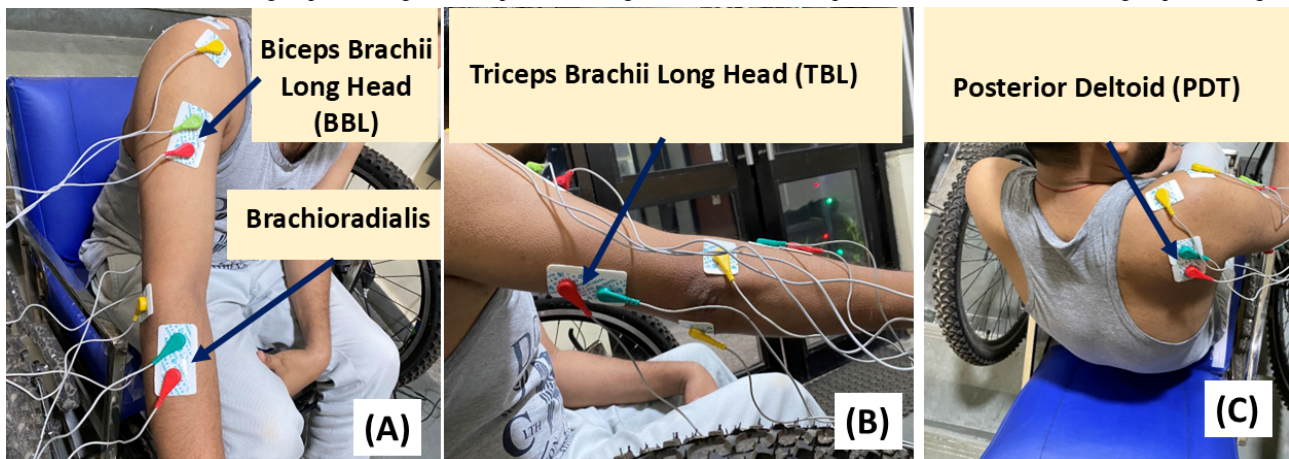 Biceps Brachii
Long Head
(BBL)
Brachioradialis
(A)
Triceps Brachii Long Head (TBL)
(B)
Posterior Deltoid (PDT)
(C)